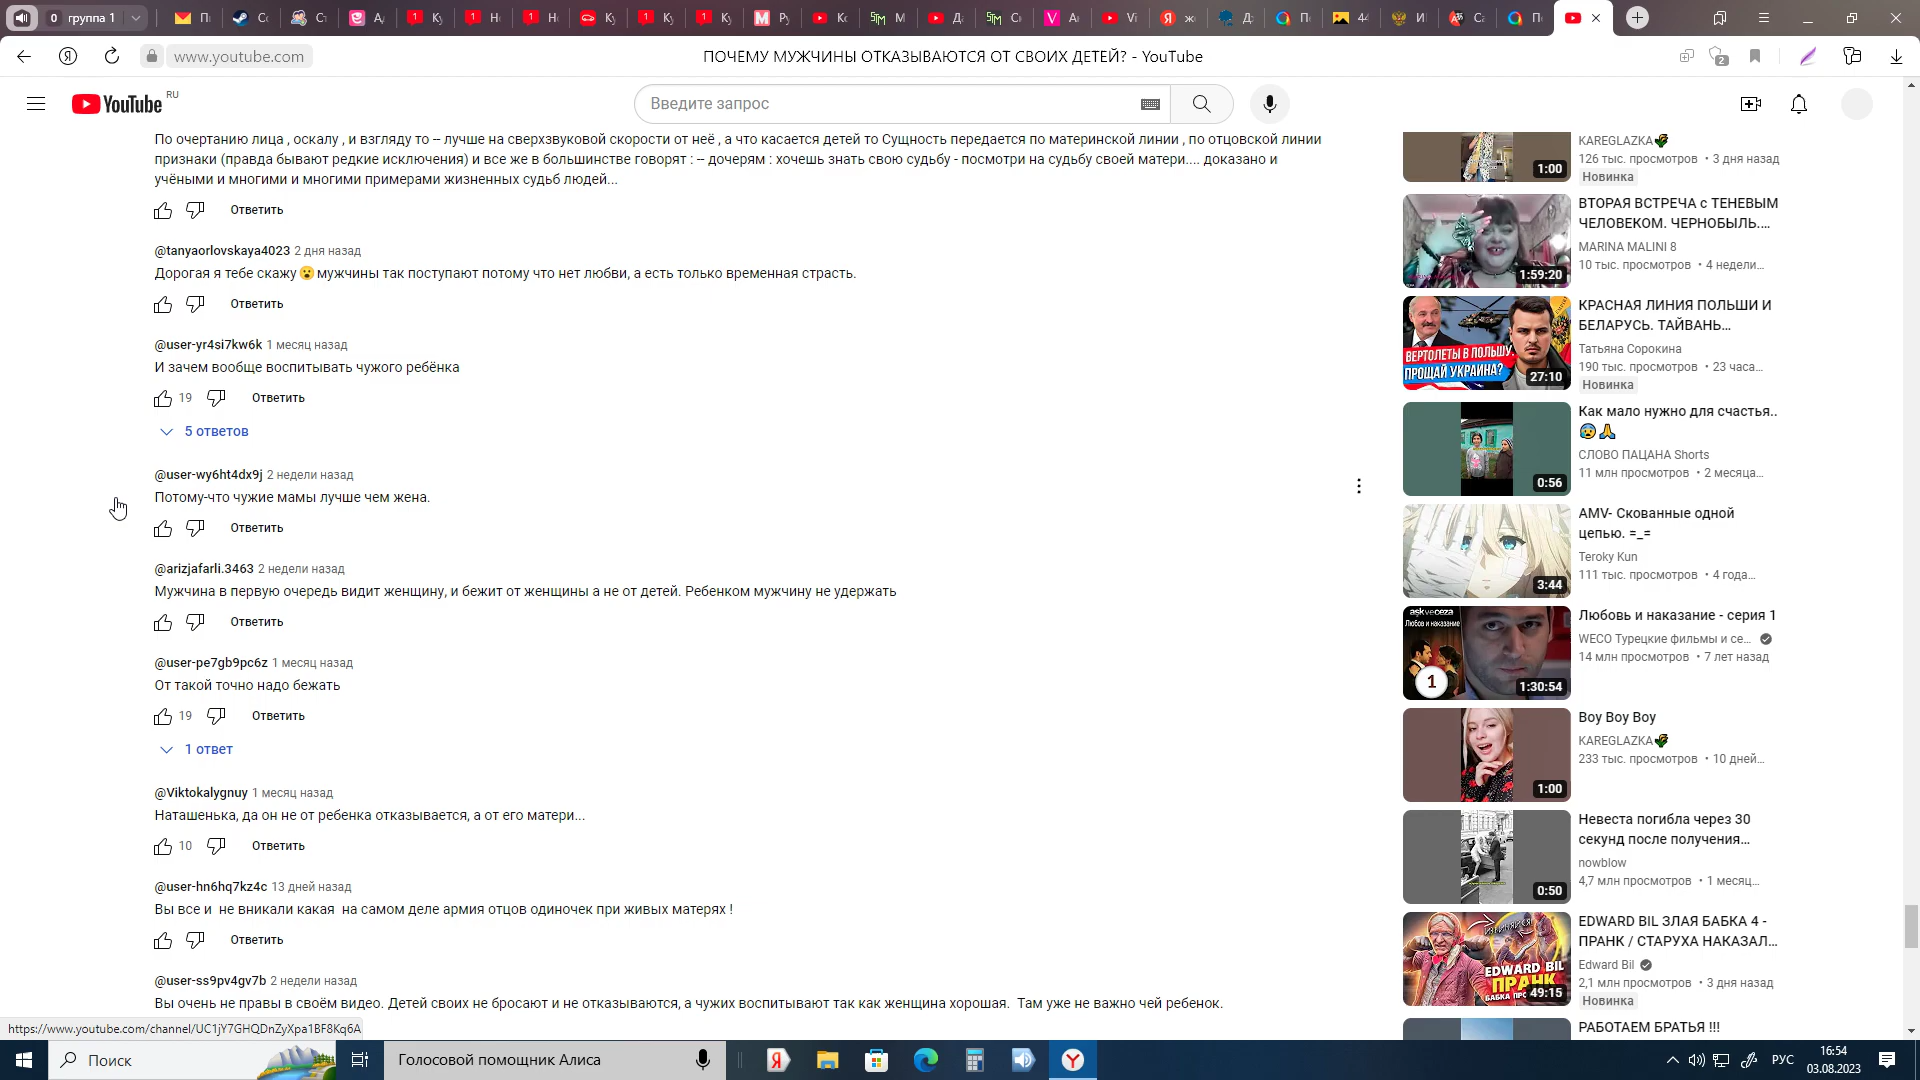 0 группа 1
www.youtube.com
ПОЧЕМУ МУЖЧИНЫ ОТКАЗЫВАЮТСЯ ОТ СВОИХ ДЕТЕЙ? - YouTube
2
YouTube RU
Введите запрос
По очертанию лица , оскалу , и взгляду то -- лучше на сверхзвуковой скорости от неё , а что касается детей то Сущность передается по материнской линии , по отцовской линии
признаки (правда бывают редкие исключения) и все же в большинстве говорят : -- дочерям : хочешь знать свою судьбу - посмотри на судьбу своей матери.... доказано и
учёными и многими и многими примерами жизненных судьб людей...
Ответить
@tanyaorlovskaya4023 2 дня назад
Дорогая я тебе скажу 😮 мужчины так поступают потому что нет любви, а есть только временная страсть.
Ответить
@user-yr4si7kw6k 1 месяц назад
И зачем вообще воспитывать чужого ребёнка
19 Ответить
5 ответов
@user-wy6ht4dx9j 2 недели назад
Потому-что чужие мамы лучше чем жена.
Ответить
@arizjafarli.3463 2 недели назад
Мужчина в первую очередь видит женщину, и бежит от женщины а не от детей. Ребенком мужчину не удержать
Ответить
@user-pe7gb9pc6z 1 месяц назад
От такой точно надо бежать
19 Ответить
1 ответ
@Viktokalygnuy 1 месяц назад
Наташенька, да он не от ребенка отказывается, а от его матери...
10 Ответить
@user-hn6hq7kz4c 13 дней назад
Вы все и не вникали какая на самом деле армия отцов одиночек при живых матерях !
Ответить
@user-ss9pv4gv7b 2 недели назад
Вы очень не правы в своём видео. Детей своих не бросают и не отказываются, а чужих воспитывают так как женщина хорошая. Там уже не важно чей ребенок.
https://www.youtube.com/channel/UC1jY7GHQDnZyXpa1BF8Kq6A
1:00
KAREGLAZKA
126 тыс. просмотров • 3 дня назад
Новинка
1:59:20
ВТОРАЯ ВСТРЕЧА с ТЕНЕВЫМ
ЧЕЛОВЕКОМ. ЧЕРНОБЫЛЬ....
MARINA MALINI 8
10 тыс. просмотров • 4 недели...
ВЕРТОЛЕТЫ В ПОЛЬШУ,
ПРОЩАЙ УКРАИНА?
27:10
КРАСНАЯ ЛИНИЯ ПОЛЬШИ И
БЕЛАРУСЬ. ТАЙВАНЬ...
Татьяна Сорокина
190 тыс. просмотров • 23 часа...
Новинка
0:56
Как мало нужно для счастья..
😰🙏
СЛОВО ПАЦАНА Shorts
11 млн просмотров • 2 месяца...
3:44
AMV- Скованные одной
цепью. =_=
Teroky Kun
111 тыс. просмотров • 4 года...
aşkveceza
Любов и наказание
1
1:30:54
Любовь и наказание - серия 1
WECO Турецкие фильмы и се...
14 млн просмотров • 7 лет назад
1:00
Boy Boy Boy
KAREGLAZKA
233 тыс. просмотров • 10 дней...
0:50
Невеста погибла через 30
секунд после получения...
nowblow
4,7 млн просмотров • 1 месяц...
EDWARD BIL
ПРАНК
49:15
EDWARD BIL ЗЛАЯ БАБКА 4 -
ПРАНК / СТАРУХА НАКАЗАЛ...
Edward Bil
2,1 млн просмотров • 3 дня назад
Новинка
РАБОТАЕМ БРАТЬЯ !!!
Поиск
Голосовой помощник Алиса
РУС
16:54
03.08.2023